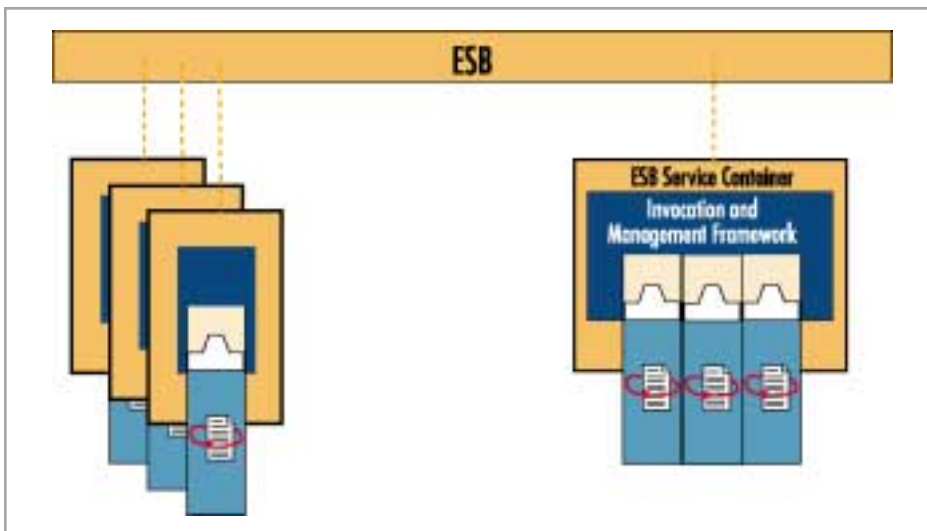 ESB
ESB Service Container
Invocation and
Management Framework